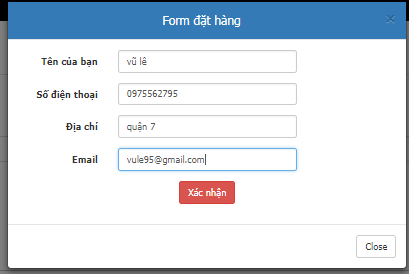 Form đặt hàng ×
Tên của bạn vũ lê
Số điện thoại 0975562795
Địa chí quận 7
Email vule95@gmail.com
Xác nhận
Close